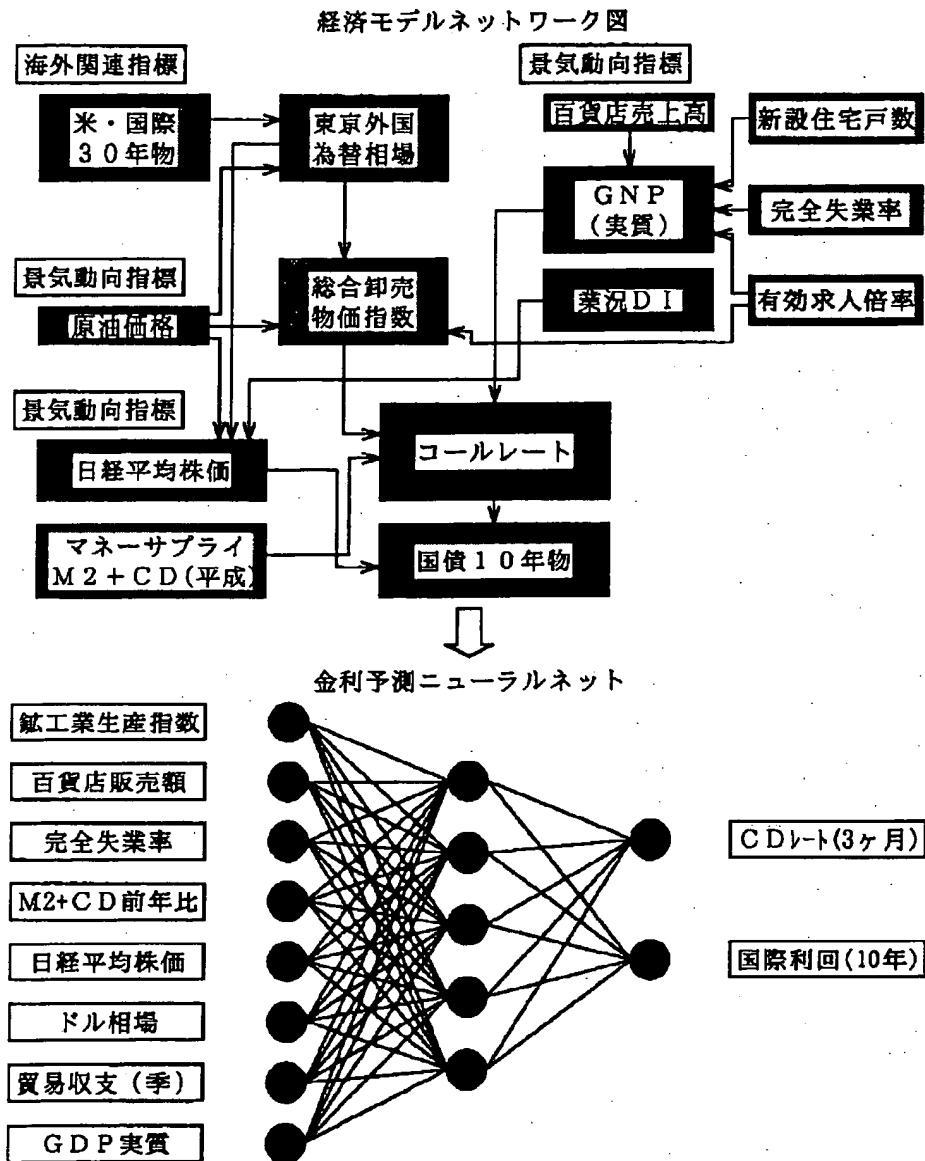 経済モデルネットワーク図
海外関連指標
景気動向指標
米・国際
30年物
東京外国
為替相場
百貨店売上高
新設住宅戸数
GNP
(実質)
完全失業率
景気動向指標
原油価格
総合卸売
物価指数
業況DI
有効求人倍率
景気動向指標
日経平均株価
コールレート
マネーサプライ
M2+CD(平成)
国債10年物
金利予測ニューラルネット
鉱工業生産指数
百貨店販売額
完全失業率
M2+CD前年比
日経平均株価
ドル相場
貿易収支(季)
GDP実質
CDレート(3ヶ月)
国際利回(10年)